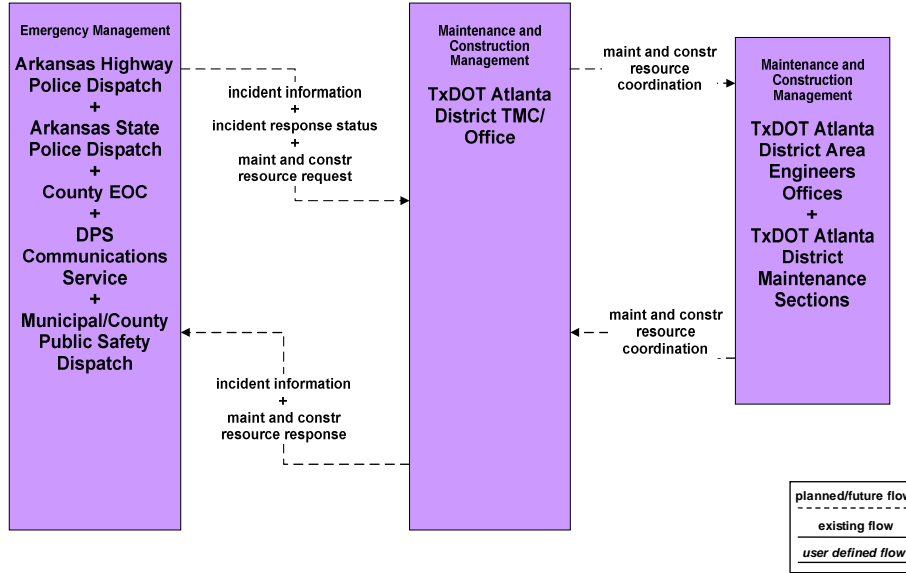 Emergency Management
Arkansas Highway
Police Dispatch
+
Arkansas State
Police Dispatch
+
County EOC
+
DPS
Communications
Service
+
Municipal/County
Public Safety
Dispatch
incident information
+
incident response status
+
maint and constr
resource request
incident information
+
maint and constr
resource response
Maintenance and
Construction
Management
TxDOT Atlanta
District TMC/
Office
maint and constr
resource
coordination
maint and constr
resource
coordination
Maintenance and
Construction
Management
TxDOT Atlanta
District Area
Engineers
Offices
+
TxDOT Atlanta
District
Maintenance
Sections
planned/future flow
existing flow
user defined flow